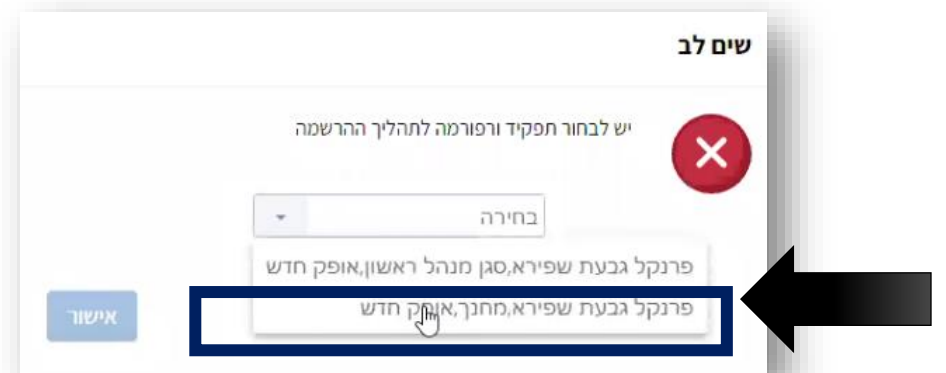 שים לב
יש לבחור תפקיד ורפורמה לתהליך ההרשמה
בחירה
פרנקל גבעת שפירא,סגן מנהל ראשון,אופק חדש
פרנקל גבעת שפירא,מחנך,אופק חדש
אישור